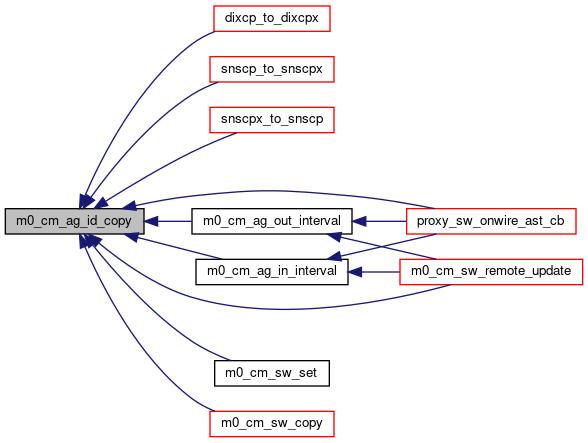 dixcp_to_dixcpx
snscp_to_snscpx
snscpx_to_snscp
m0_cm_ag_id_copy
m0_cm_ag_out_interval
proxy_sw_onwire_ast_cb
m0_cm_ag_in_interval
m0_cm_sw_remote_update
m0_cm_sw_set
m0_cm_sw_copy